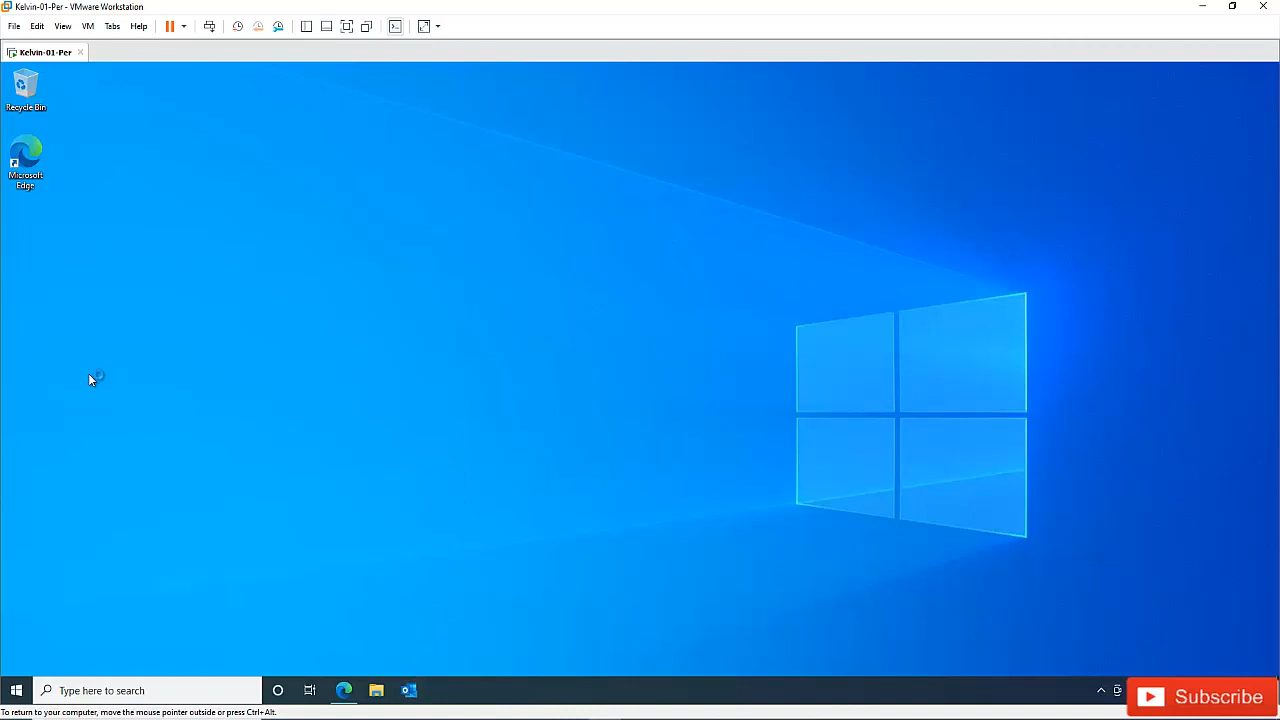 Kelvin-01-Per - VMware Workstation
File Edit View VM Tabs Help
Kelvin-01-Per
Recycle Bin
Microsoft
Edge
Type here to search
Subscribe
To return to your computer, move the mouse pointer outside or press Ctrl+Alt.